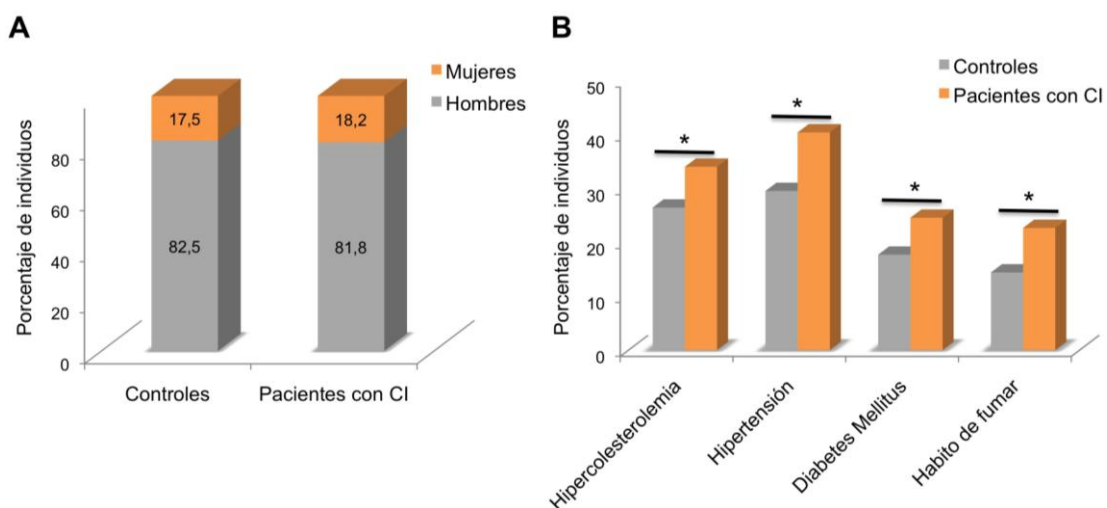 A
Mujeres
Hombres
Porcentaje de individuos
80
60
40
20
0
17,5
82,5
18,2
81,8
Controles
Pacientes con CI
B
Controles
Pacientes con CI
Porcentaje de individuos
50
40
30
20
10
0
*
*
*
*
Hipercolesterolemia
Hipertensión
Diabetes Mellitus
Habito de fumar